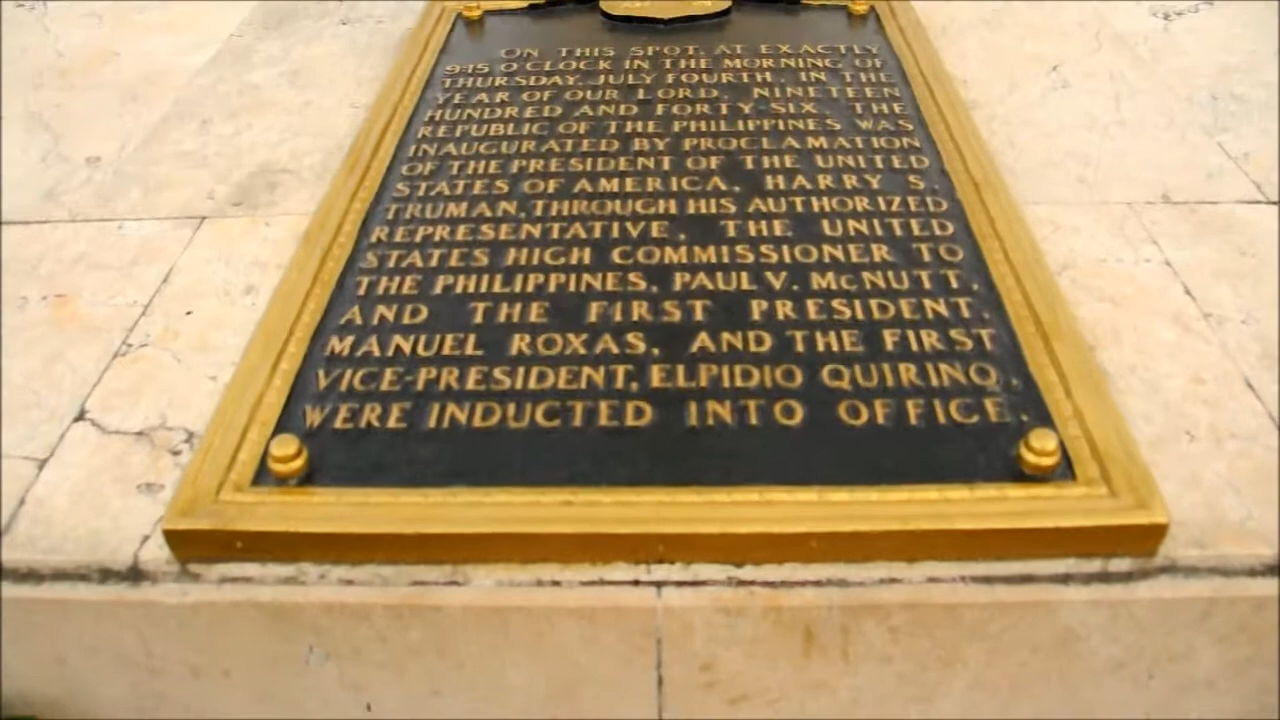 ON THIS SPOT, AT EXACTLY
9:15 O'CLOCK IN THE MORNING OF
THURSDAY, JULY FOURTH, IN THE
YEAR OF OUR LORD, NINETEEN
HUNDRED AND FORTY-SIX, THE
REPUBLIC OF THE PHILIPPINES WAS
INAUGURATED BY PROCLAMATION
OF THE PRESIDENT OF THE UNITED
STATES OF AMERICA, HARRY S.
TRUMAN, THROUGH HIS AUTHORIZED
REPRESENTATIVE, THE UNITED
STATES HIGH COMMISSIONER TO
THE PHILIPPINES, PAUL V. McNUTT,
AND THE FIRST PRESIDENT,
MANUEL ROXAS, AND THE FIRST
VICE-PRESIDENT, ELPIDIO QUIRINO,
WERE INDUCTED INTO OFFICE.